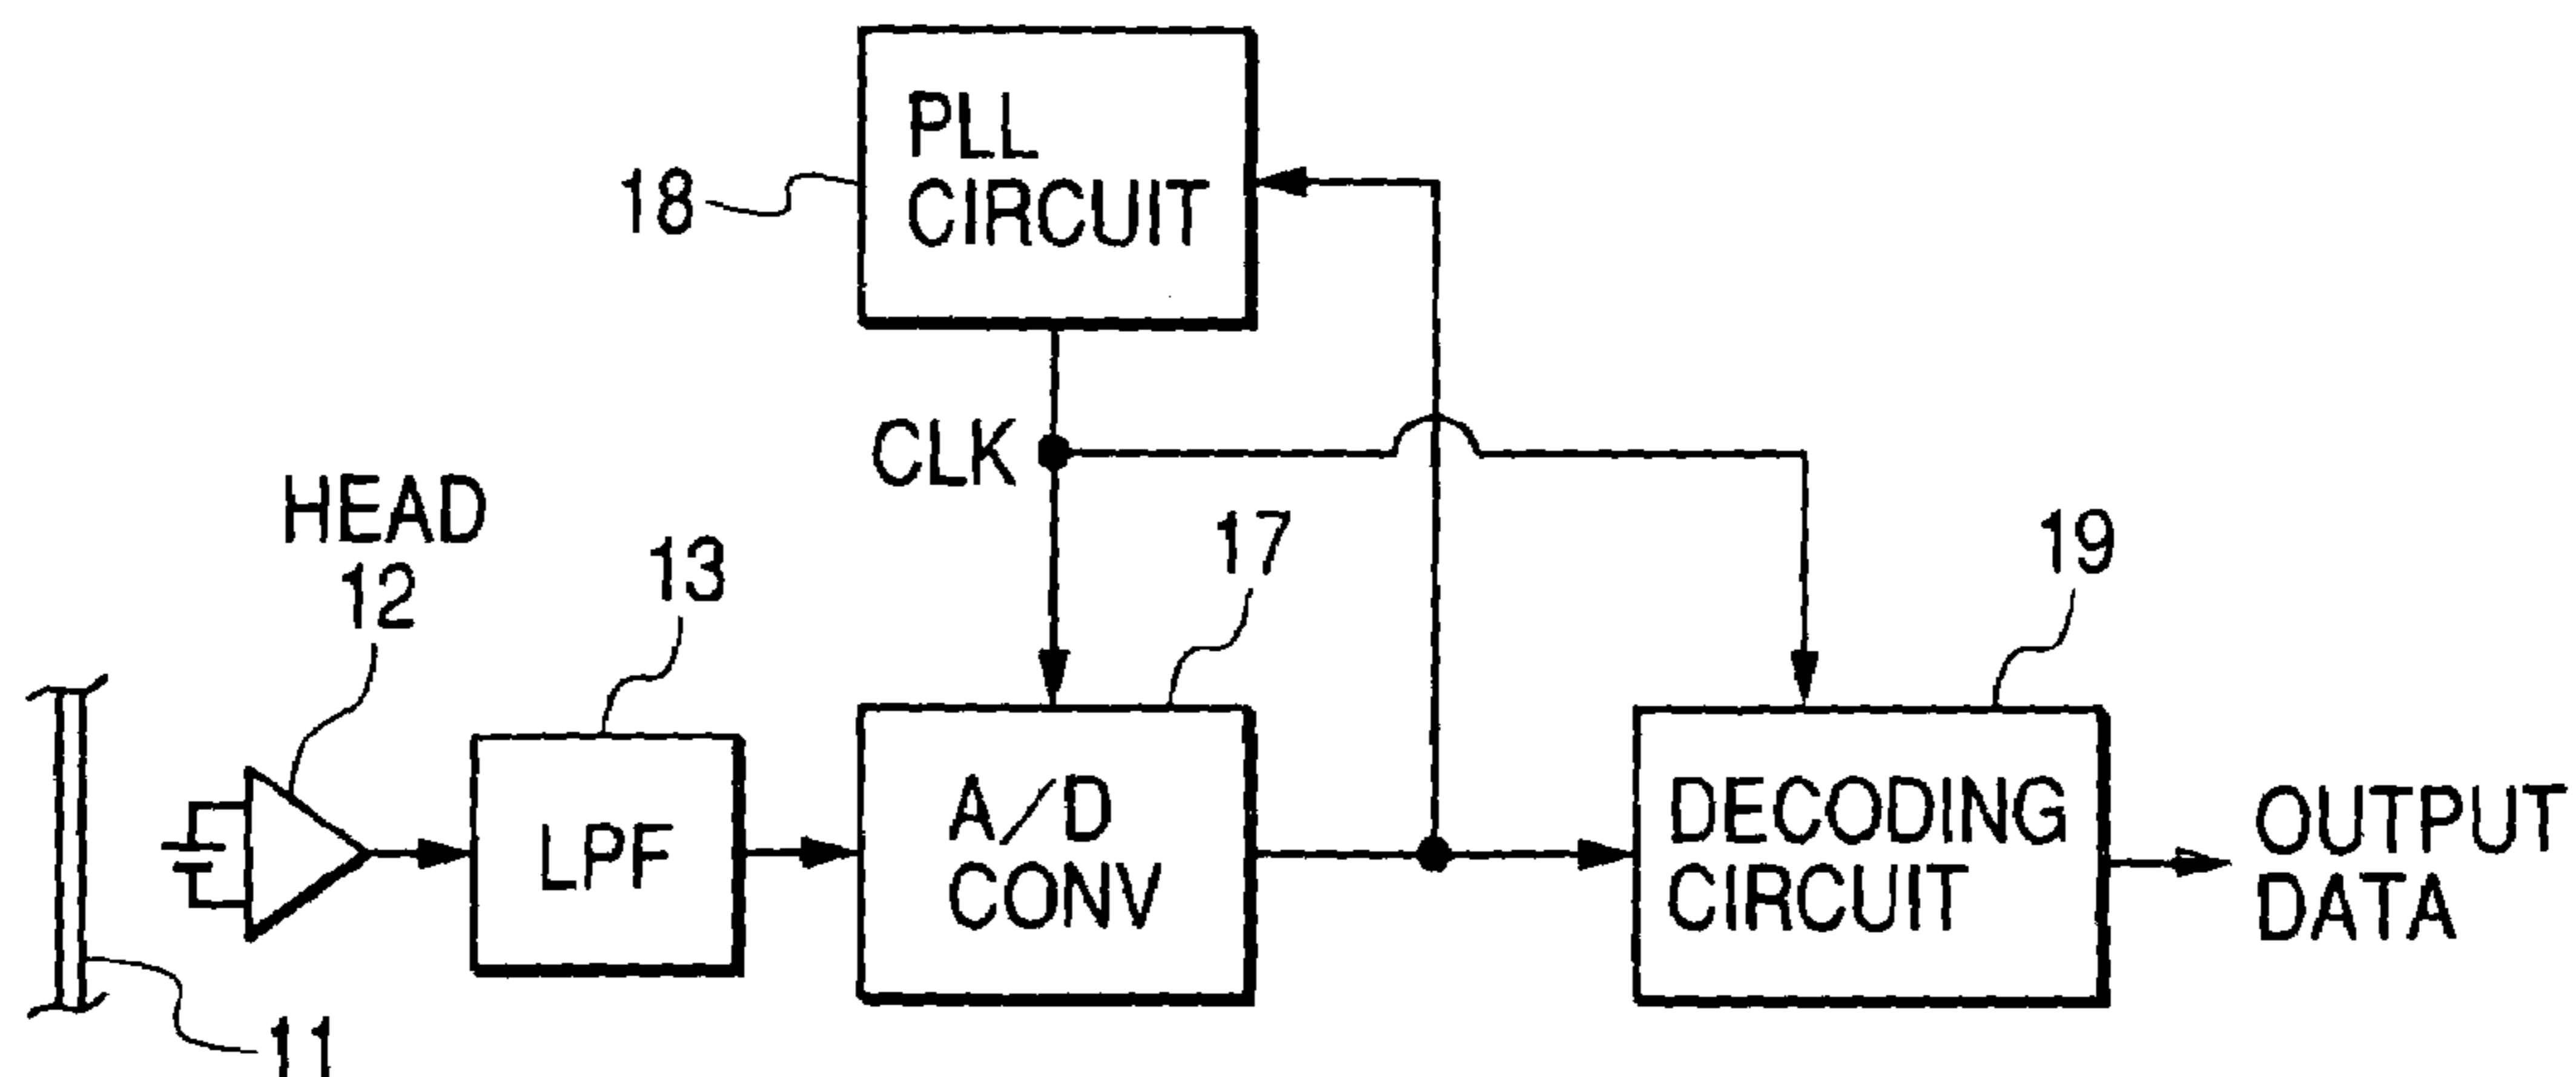 PLL
CIRCUIT
18
CLK
HEAD
12
13
17
19
LPF
A/D
CONV
DECODING
CIRCUIT
OUTPUT
DATA
11